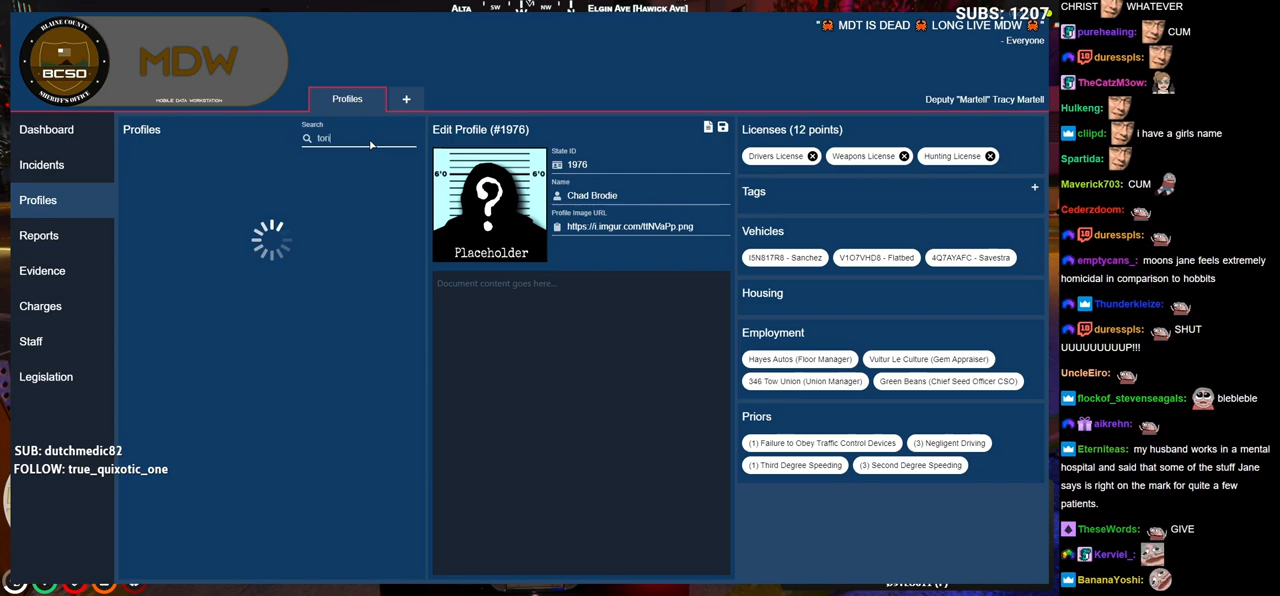 ALTA SW NW ELGIN AVE [HAWICK AVE]
SUBS: 1207
BLAINE COUNTY
BCSO
SHERIFF'S OFFICE
MDW
MOBILE DATA WORKSTATION
" MDT IS DEAD LONG LIVE MDW "
- Everyone
Profiles
+
Deputy "Martell" Tracy Martell
Dashboard
Incidents
Profiles
Reports
Evidence
Charges
Staff
Legislation
SUB: dutchmedic82
FOLLOW: true_quixotic_one
Profiles
Search
tori
Edit Profile (#1976)
6'0 6'0
Placeholder
State ID
1976
Name
Chad Brodie
Profile Image URL
https://i.imgur.com/ttNVaPp.png
Document content goes here...
Licenses (12 points)
Drivers License Weapons License Hunting License
Tags
+
Vehicles
I5N817R8 - Sanchez V1O7VHD8 - Flatbed 4Q7AYAFC - Savestra
Housing
Employment
Hayes Autos (Floor Manager) Vultur Le Culture (Gem Appraiser)
346 Tow Union (Union Manager) Green Beans (Chief Seed Officer CSO)
Priors
(1) Failure to Obey Traffic Control Devices (3) Negligent Driving
(1) Third Degree Speeding (3) Second Degree Speeding
CHRIST WHATEVER
purehealing: CUM
duresspls:
TheCatzM3ow:
Hulkeng:
cliipd: i have a girls name
Spartida:
Maverick703: CUM
Cederzdoom:
duresspls:
emptycans_: moons jane feels extremely
homicidal in comparison to hobbits
Thunderkleize:
duresspls: SHUT
UUUUUUUUUP!!!
UncleEiro:
flockof_stevenseagals: blebleble
aikrehn:
Eterniteas: my husband works in a mental
hospital and said that some of the stuff Jane
says is right on the mark for quite a few
patients.
TheseWords: GIVE
Kerviel_:
BananaYoshi: